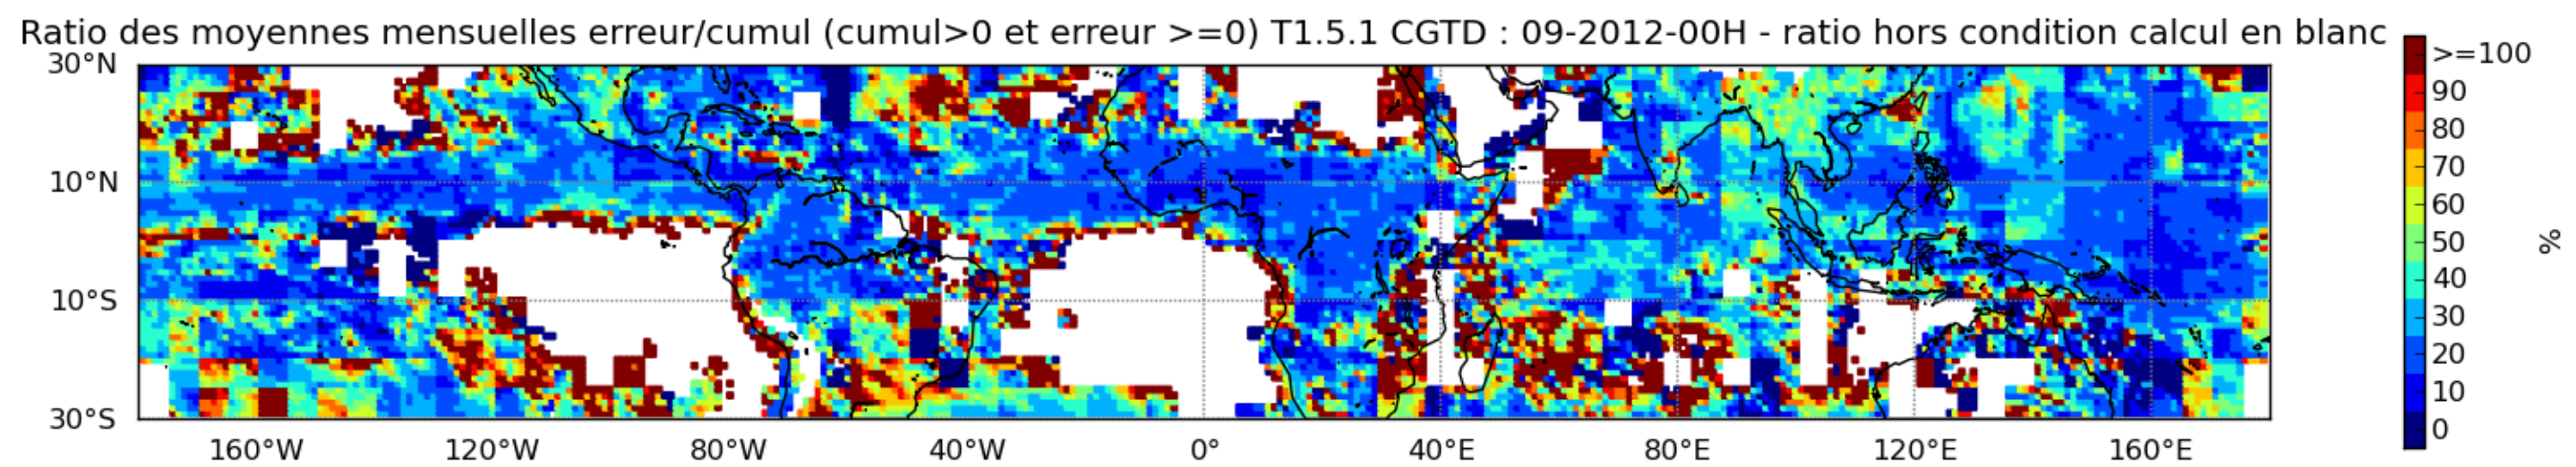 Ratio des moyennes mensuelles erreur/cumul (cumul>0 et erreur >=0) T1.5.1 CGTD : 09-2012-00H - ratio hors condition calcul en blanc
30°N
10°N
10°S
30°S
160°W 120°W 80°W 40°W 0° 40°E 80°E 120°E 160°E
>=100
90
80
70
60
50
40
30
20
10
0
%